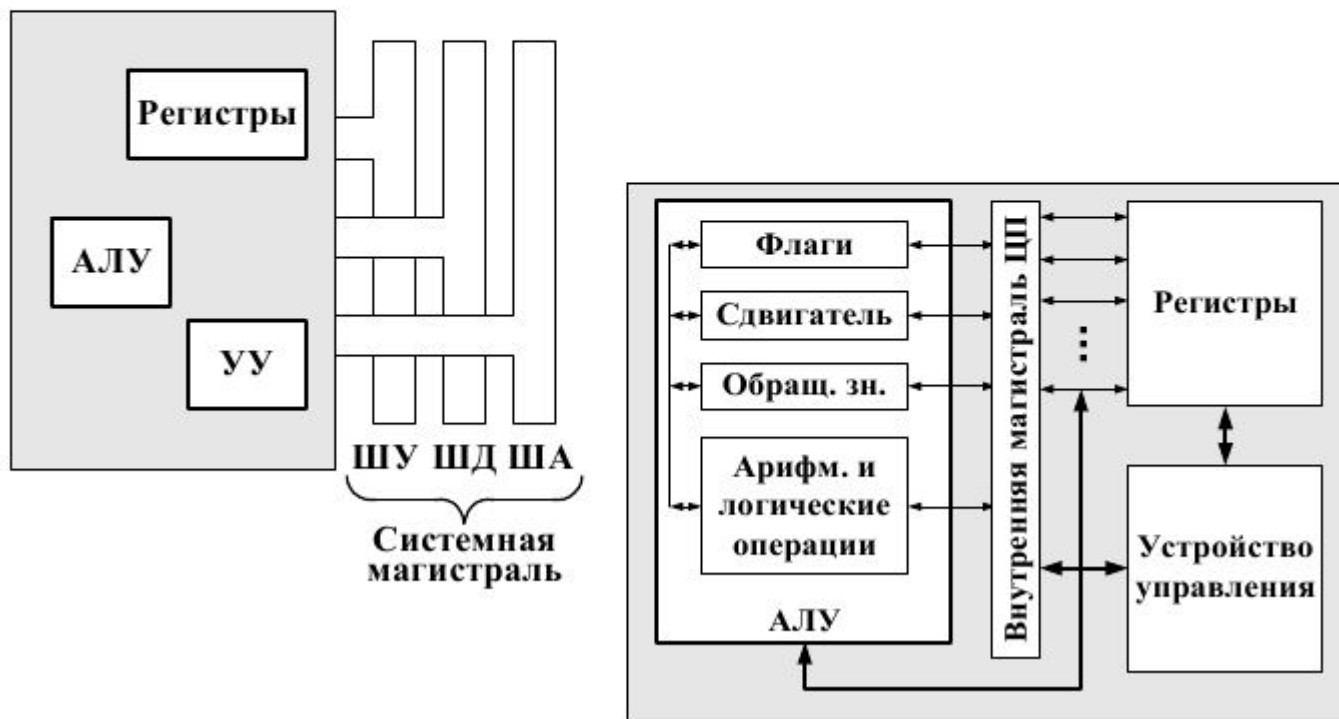 Регистры
АЛУ
УУ
ШУ ШД ША
Системная
магистраль
Флаги
Сдвигатель
Обращ. зн.
Арифм. и
логические
операции
АЛУ
Внутренняя магистраль ЦП
...
Регистры
Устройство
управления